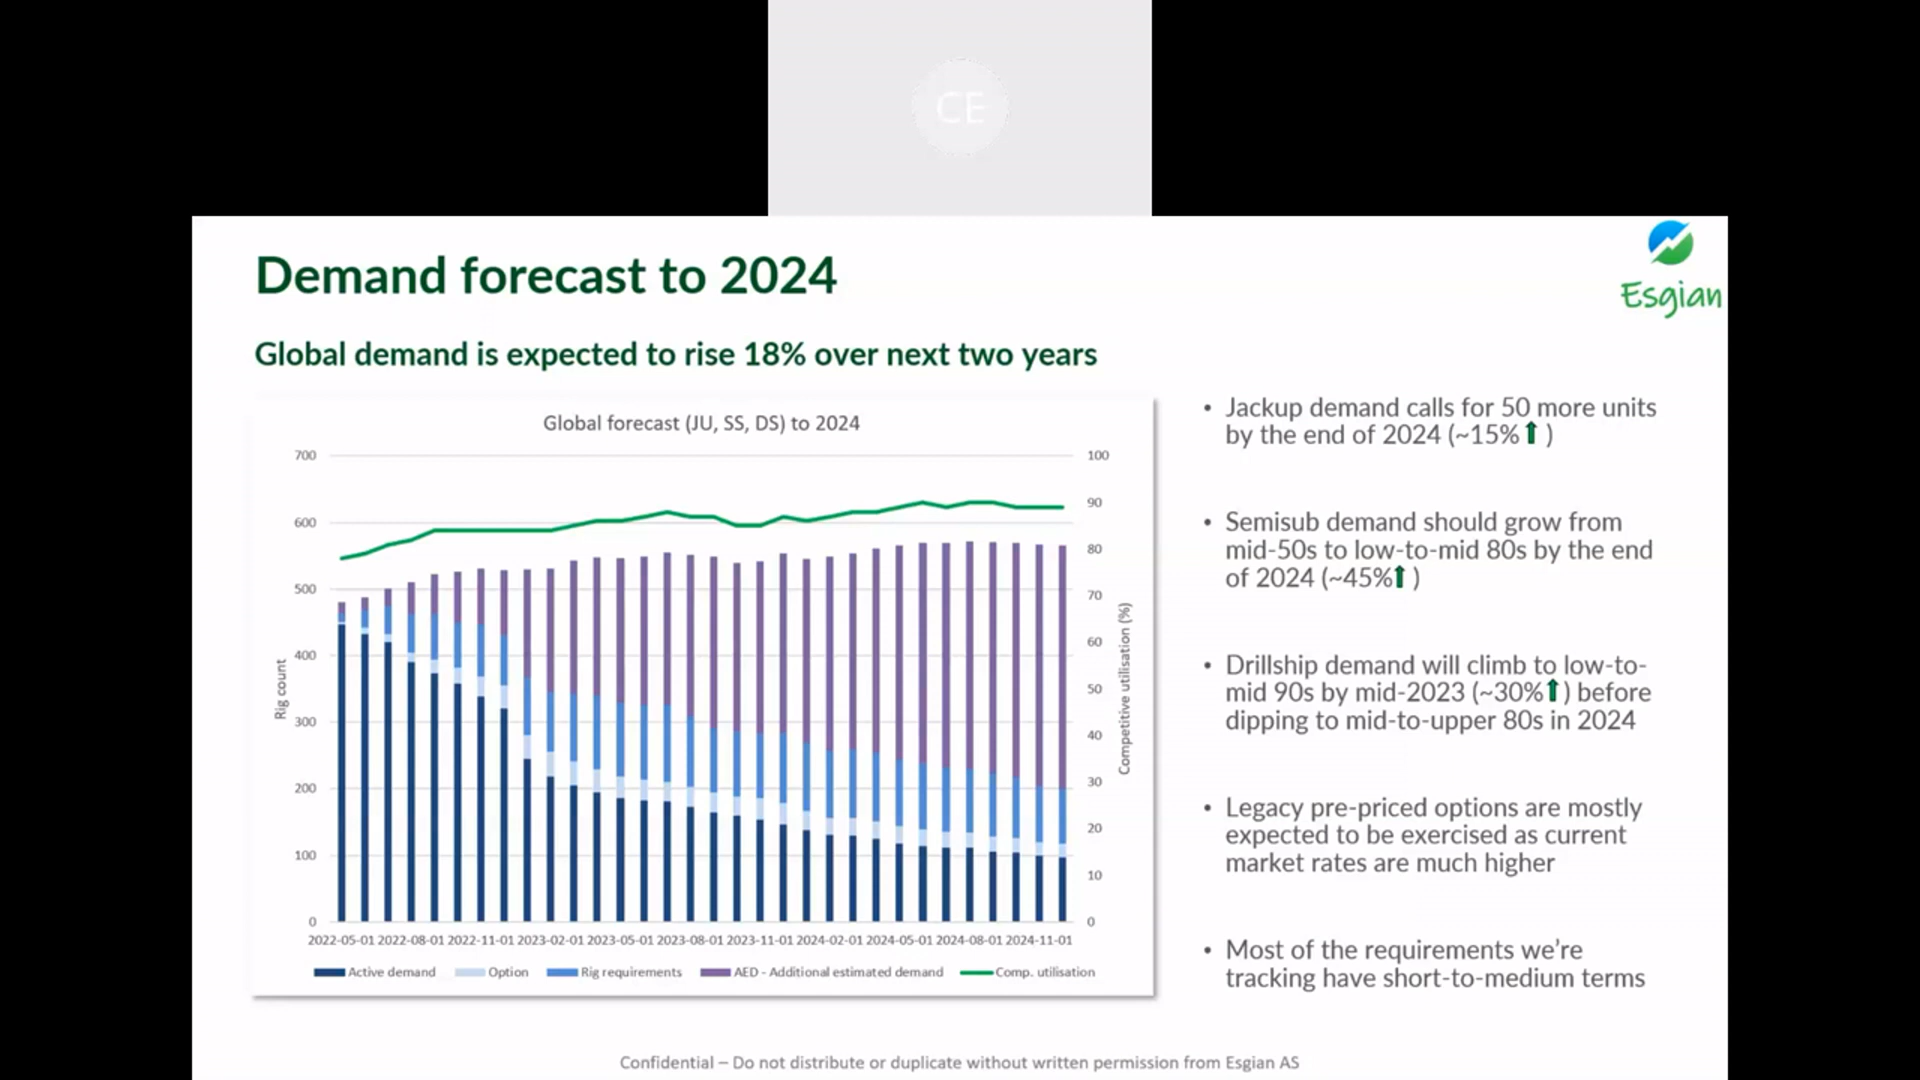 CE
Esgian
Demand forecast to 2024
Global demand is expected to rise 18% over next two years
Global forecast (JU, SS, DS) to 2024
700
600
500
400
300
200
100
0
Rig count
100
90
80
70
60
50
40
30
20
10
0
Competitive utilisation (%)
2022-05-01 2022-08-01 2022-11-01 2023-02-01 2023-05-01 2023-08-01 2023-11-01 2024-02-01 2024-05-01 2024-08-01 2024-11-01
Active demand Option Rig requirements AED - Additional estimated demand Comp. utilisation
• Jackup demand calls for 50 more units
by the end of 2024 (~15%⬆)
• Semisub demand should grow from
mid-50s to low-to-mid 80s by the end
of 2024 (~45%⬆)
• Drillship demand will climb to low-to-
mid 90s by mid-2023 (~30%⬆) before
dipping to mid-to-upper 80s in 2024
• Legacy pre-priced options are mostly
expected to be exercised as current
market rates are much higher
• Most of the requirements we’re
tracking have short-to-medium terms
Confidential – Do not distribute or duplicate without written permission from Esgian AS